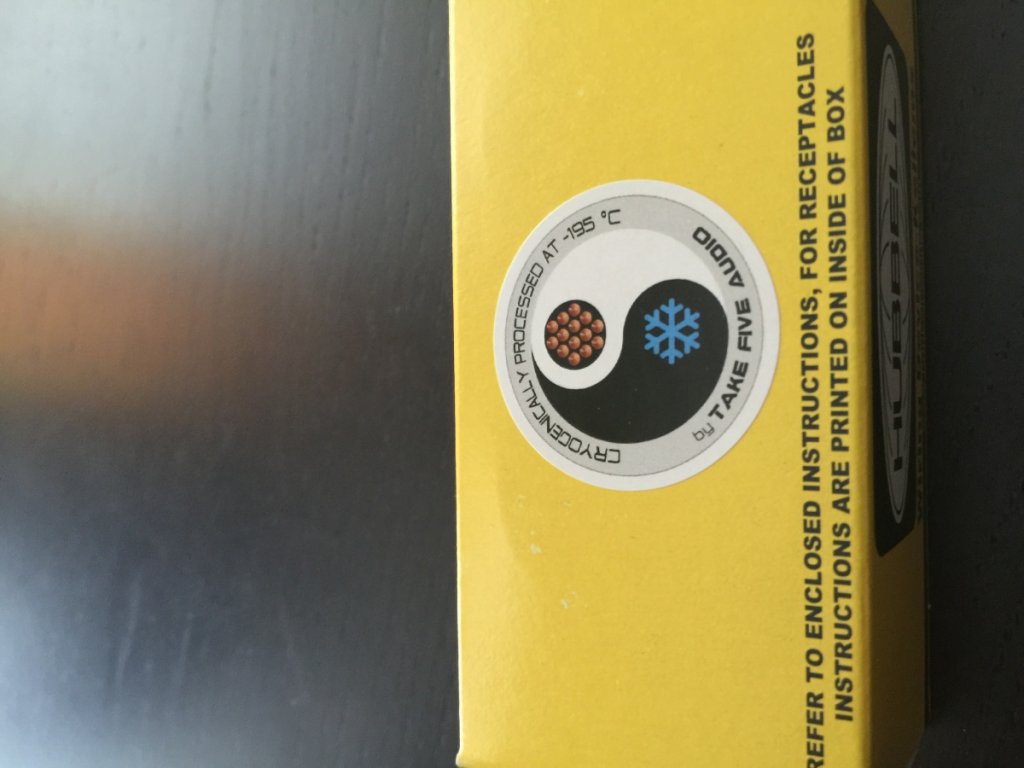 CRYOGENICALLY PROCESSED AT -195 °C
by TAKE FIVE AUDIO
REFER TO ENCLOSED INSTRUCTIONS, FOR RECEPTACLES
INSTRUCTIONS ARE PRINTED ON INSIDE OF BOX
HUBBELL